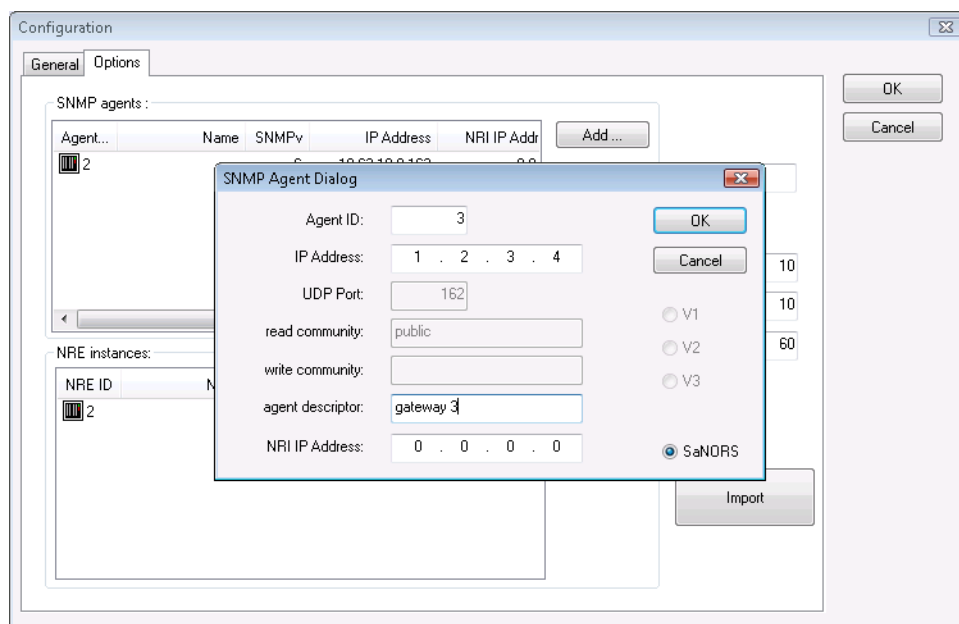 Configuration
General Options
OK
Cancel
SNMP agents :
Agent... Name SNMPv IP Address NRI IP Addr
Add ...
2
SNMP Agent Dialog
Agent ID: 3
OK
IP Address: 1 . 2 . 3 . 4
Cancel
UDP Port: 162
V1
read community: public
V2
write community:
V3
agent descriptor: gateway 3
NRI IP Address: 0 . 0 . 0 . 0
SaNORS
10
10
60
NRE instances:
NRE ID
2
Import